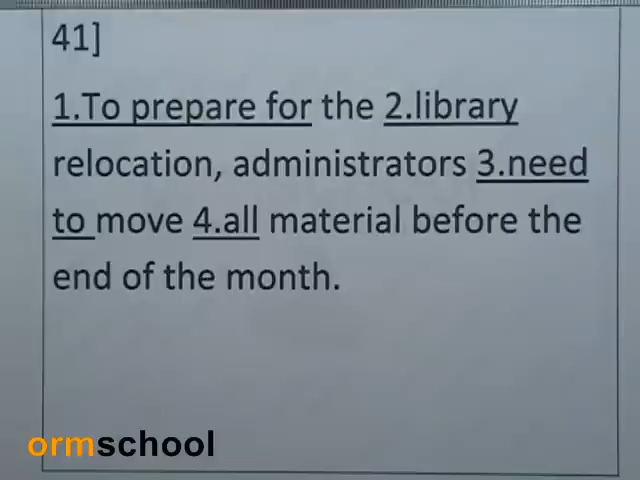 41]
1.To prepare for the 2.library
relocation, administrators 3.need
to move 4.all material before the
end of the month.
ormschool